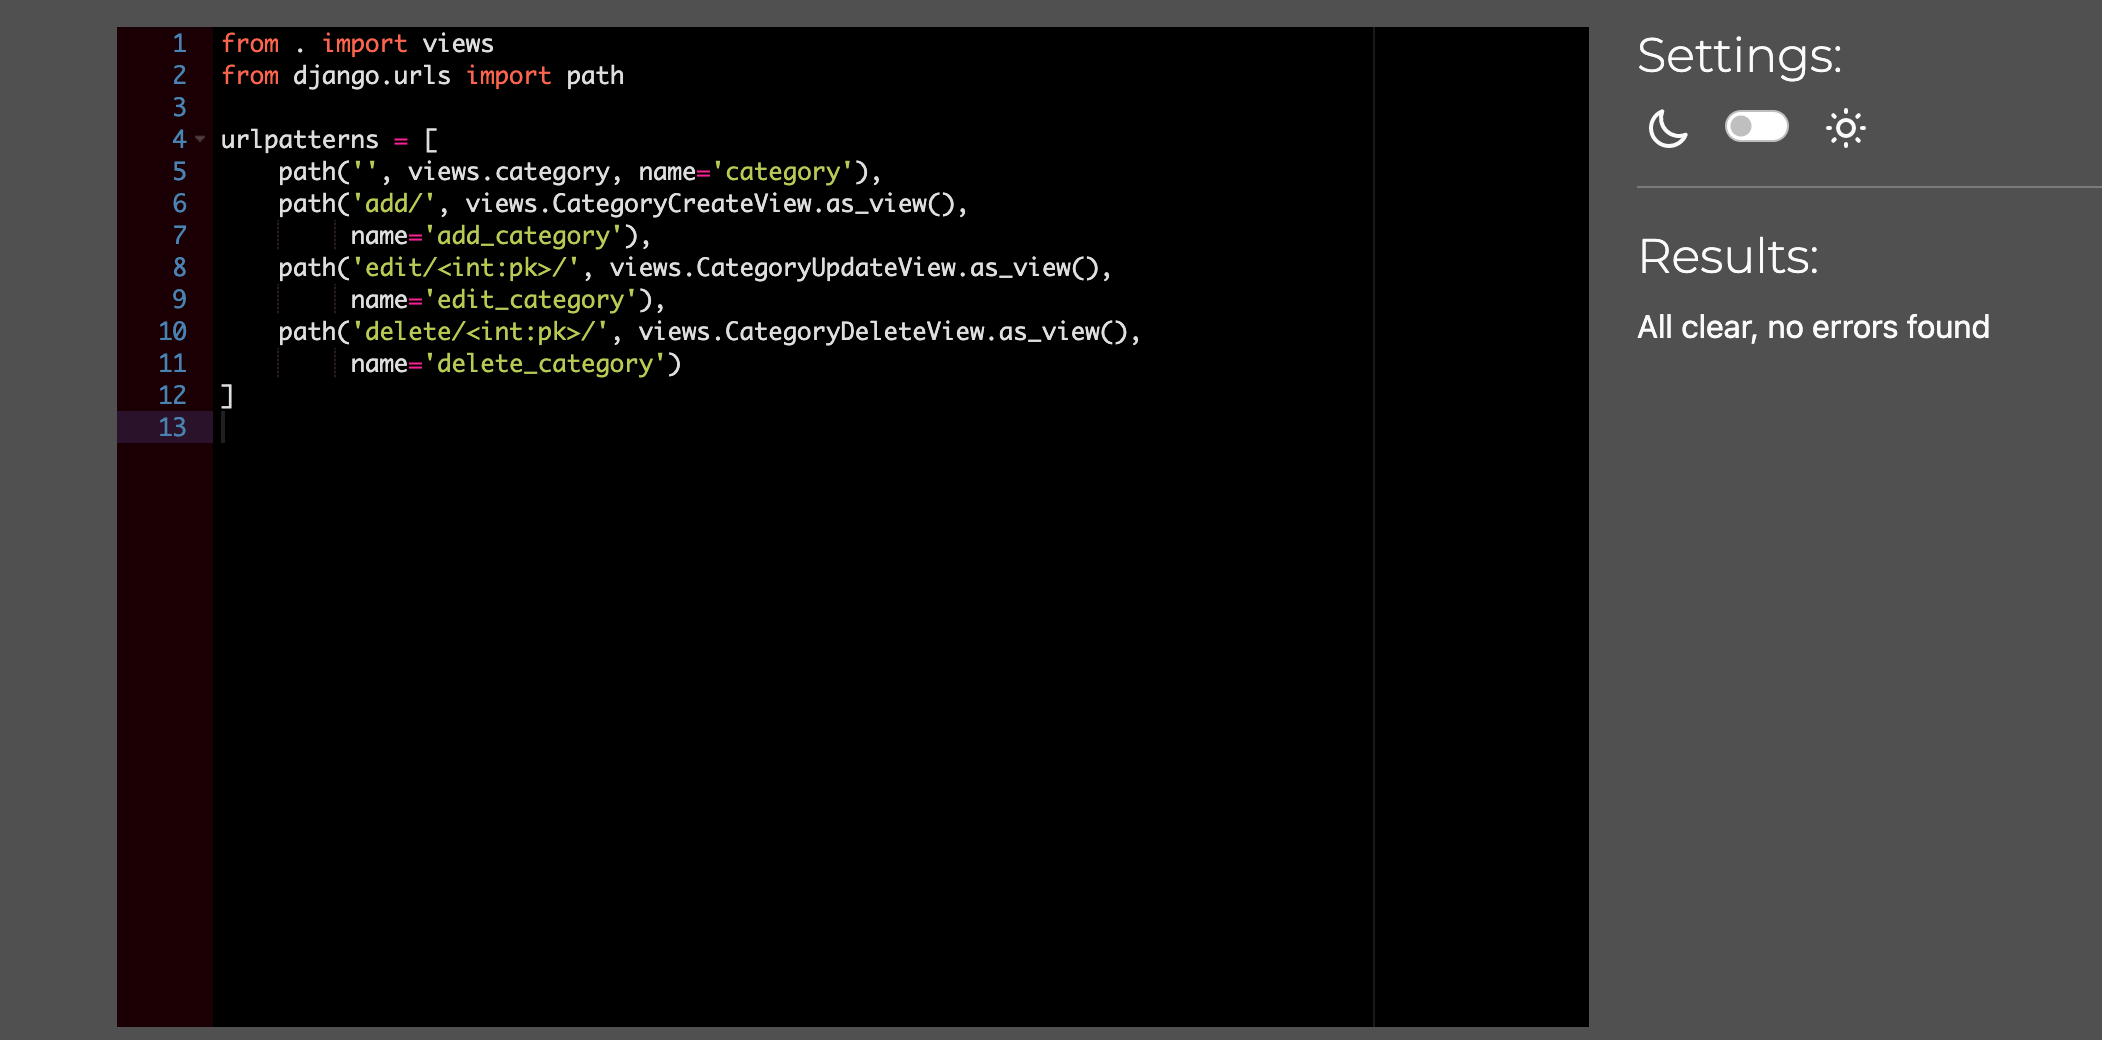 1 from . import views
2 from django.urls import path
3
4 urlpatterns = [
5     path('', views.category, name='category'),
6     path('add/', views.CategoryCreateView.as_view(),
7          name='add_category'),
8     path('edit/<int:pk>/', views.CategoryUpdateView.as_view(),
9          name='edit_category'),
10     path('delete/<int:pk>/', views.CategoryDeleteView.as_view(),
11          name='delete_category')
12 ]
13
Settings:
Results:
All clear, no errors found